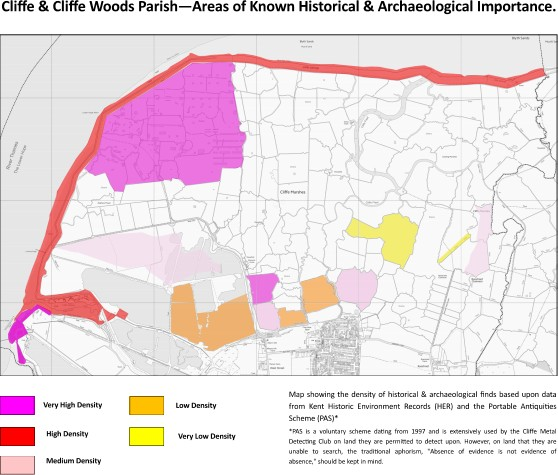 Cliffe & Cliffe Woods Parish—Areas of Known Historical & Archaeological Importance.
River Thames
Cliffe Marshes
Very High Density
High Density
Medium Density
Low Density
Very Low Density
Map showing the density of historical & archaeological finds based upon data
from Kent Historic Environment Records (HER) and the Portable Antiquities
Scheme (PAS)*
*PAS is a voluntary scheme dating from 1997 and is extensively used by the Cliffe Metal
Detecting Club on land they are permitted to detect upon. However, on land that they are
unable to search, the traditional aphorism, "Absence of evidence is not evidence of
absence," should be kept in mind.